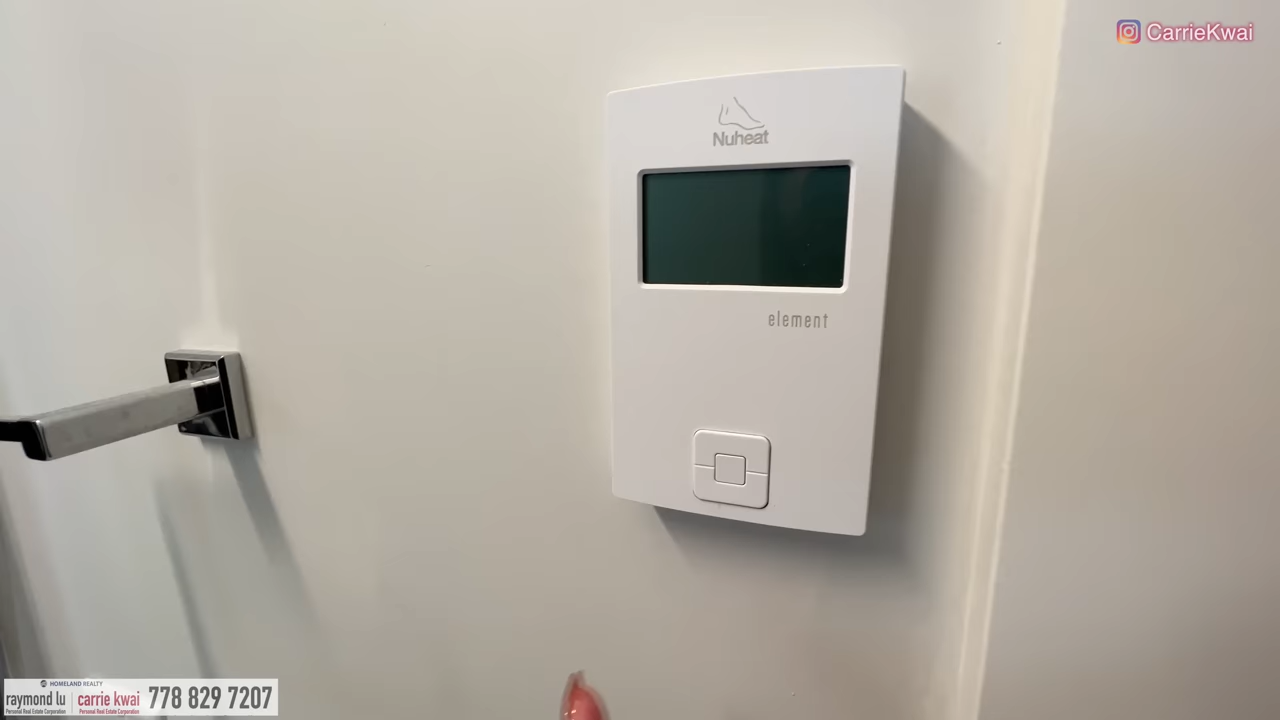 CarrieKwai
Nuheat
element
HOMELAND REALTY
raymond lu
carrie kwai
778 829 7207
Personal Real Estate Corporation
Personal Real Estate Corporation